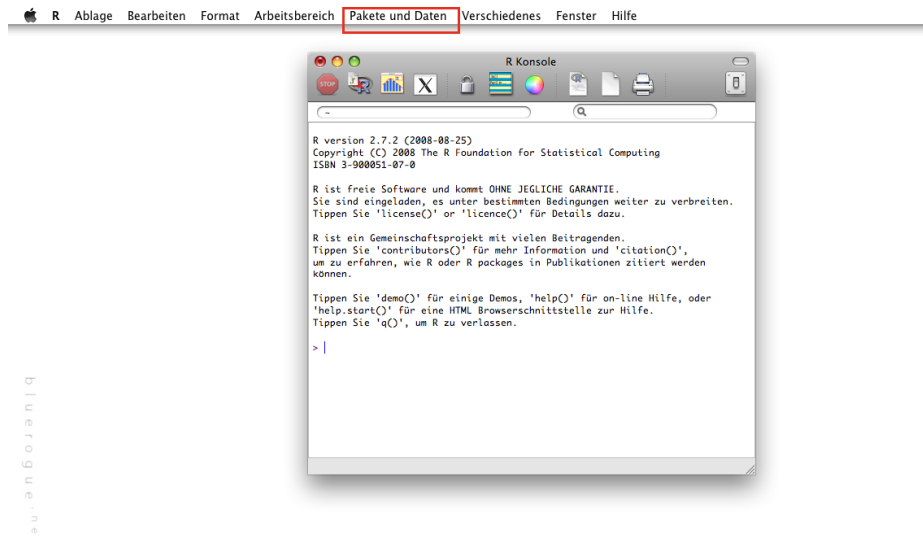 R Ablage Bearbeiten Format Arbeitsbereich Pakete und Daten Verschiedenes Fenster Hilfe
R Konsole
STOP
R version 2.7.2 (2008-08-25)
Copyright (C) 2008 The R Foundation for Statistical Computing
ISBN 3-900051-07-0
R ist freie Software und kommt OHNE JEGLICHE GARANTIE.
Sie sind eingeladen, es unter bestimmten Bedingungen weiter zu verbreiten.
Tippen Sie 'license()' or 'licence()' für Details dazu.
R ist ein Gemeinschaftsprojekt mit vielen Beitragenden.
Tippen Sie 'contributors()' für mehr Information und 'citation()',
um zu erfahren, wie R oder R packages in Publikationen zitiert werden
können.
Tippen Sie 'demo()' für einige Demos, 'help()' für on-line Hilfe, oder
'help.start()' für eine HTML Browserschnittstelle zur Hilfe.
Tippen Sie 'q()', um R zu verlassen.
>
bluerogue.ne